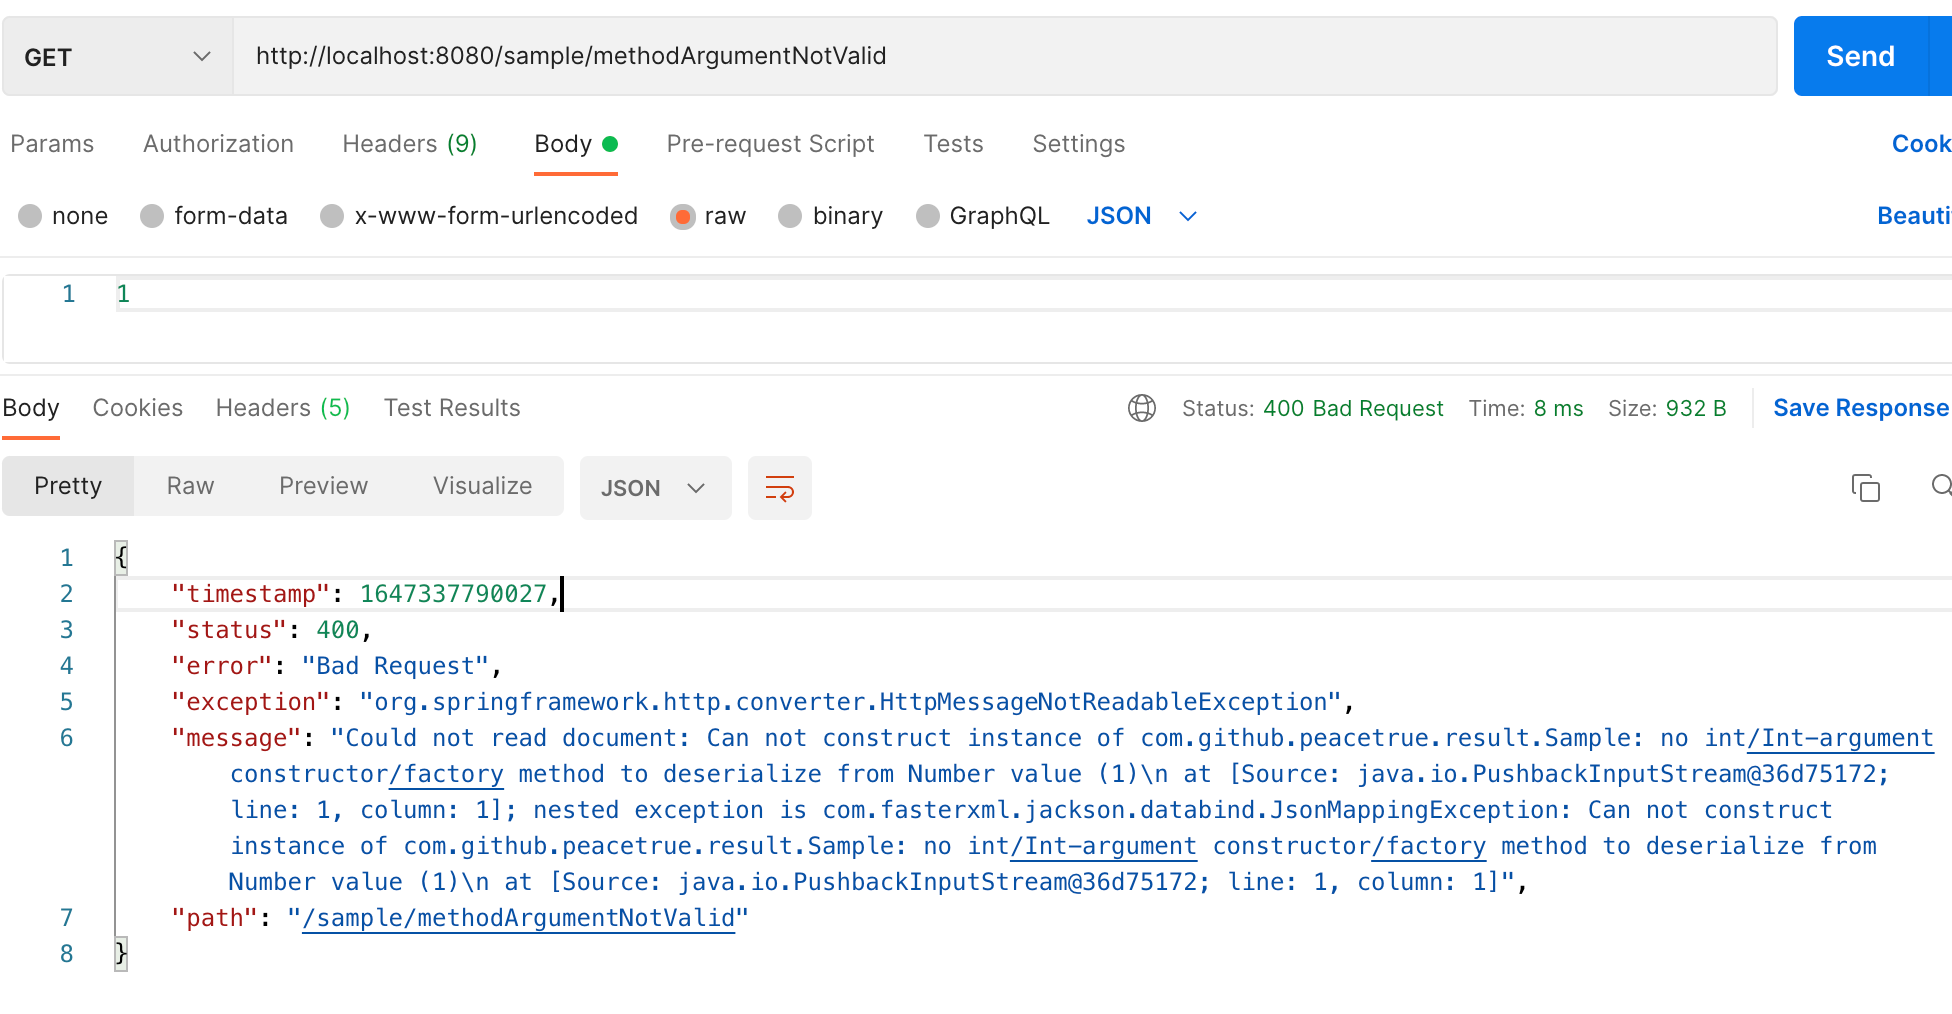 GET http://localhost:8080/sample/methodArgumentNotValid Send
Params Authorization Headers (9) Body Pre-request Script Tests Settings Cook
none form-data x-www-form-urlencoded raw binary GraphQL JSON Beauti
1 1
Body Cookies Headers (5) Test Results Status: 400 Bad Request Time: 8 ms Size: 932 B Save Response
Pretty Raw Preview Visualize JSON
1 {
2 "timestamp": 1647337790027,
3 "status": 400,
4 "error": "Bad Request",
5 "exception": "org.springframework.http.converter.HttpMessageNotReadableException",
6 "message": "Could not read document: Can not construct instance of com.github.peacetrue.result.Sample: no int/Int-argument
constructor/factory method to deserialize from Number value (1)\n at [Source: java.io.PushbackInputStream@36d75172;
line: 1, column: 1]; nested exception is com.fasterxml.jackson.databind.JsonMappingException: Can not construct
instance of com.github.peacetrue.result.Sample: no int/Int-argument constructor/factory method to deserialize from
Number value (1)\n at [Source: java.io.PushbackInputStream@36d75172; line: 1, column: 1]",
7 "path": "/sample/methodArgumentNotValid"
8 }